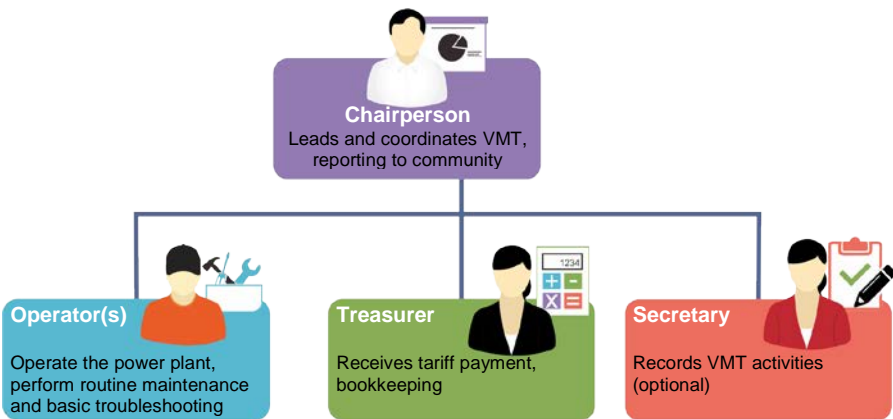 Chairperson
Leads and coordinates VMT,
reporting to community
1234
+ -
X =
Operator(s)
Operate the power plant,
perform routine maintenance
and basic troubleshooting
Treasurer
Receives tariff payment,
bookkeeping
Secretary
Records VMT activities
(optional)